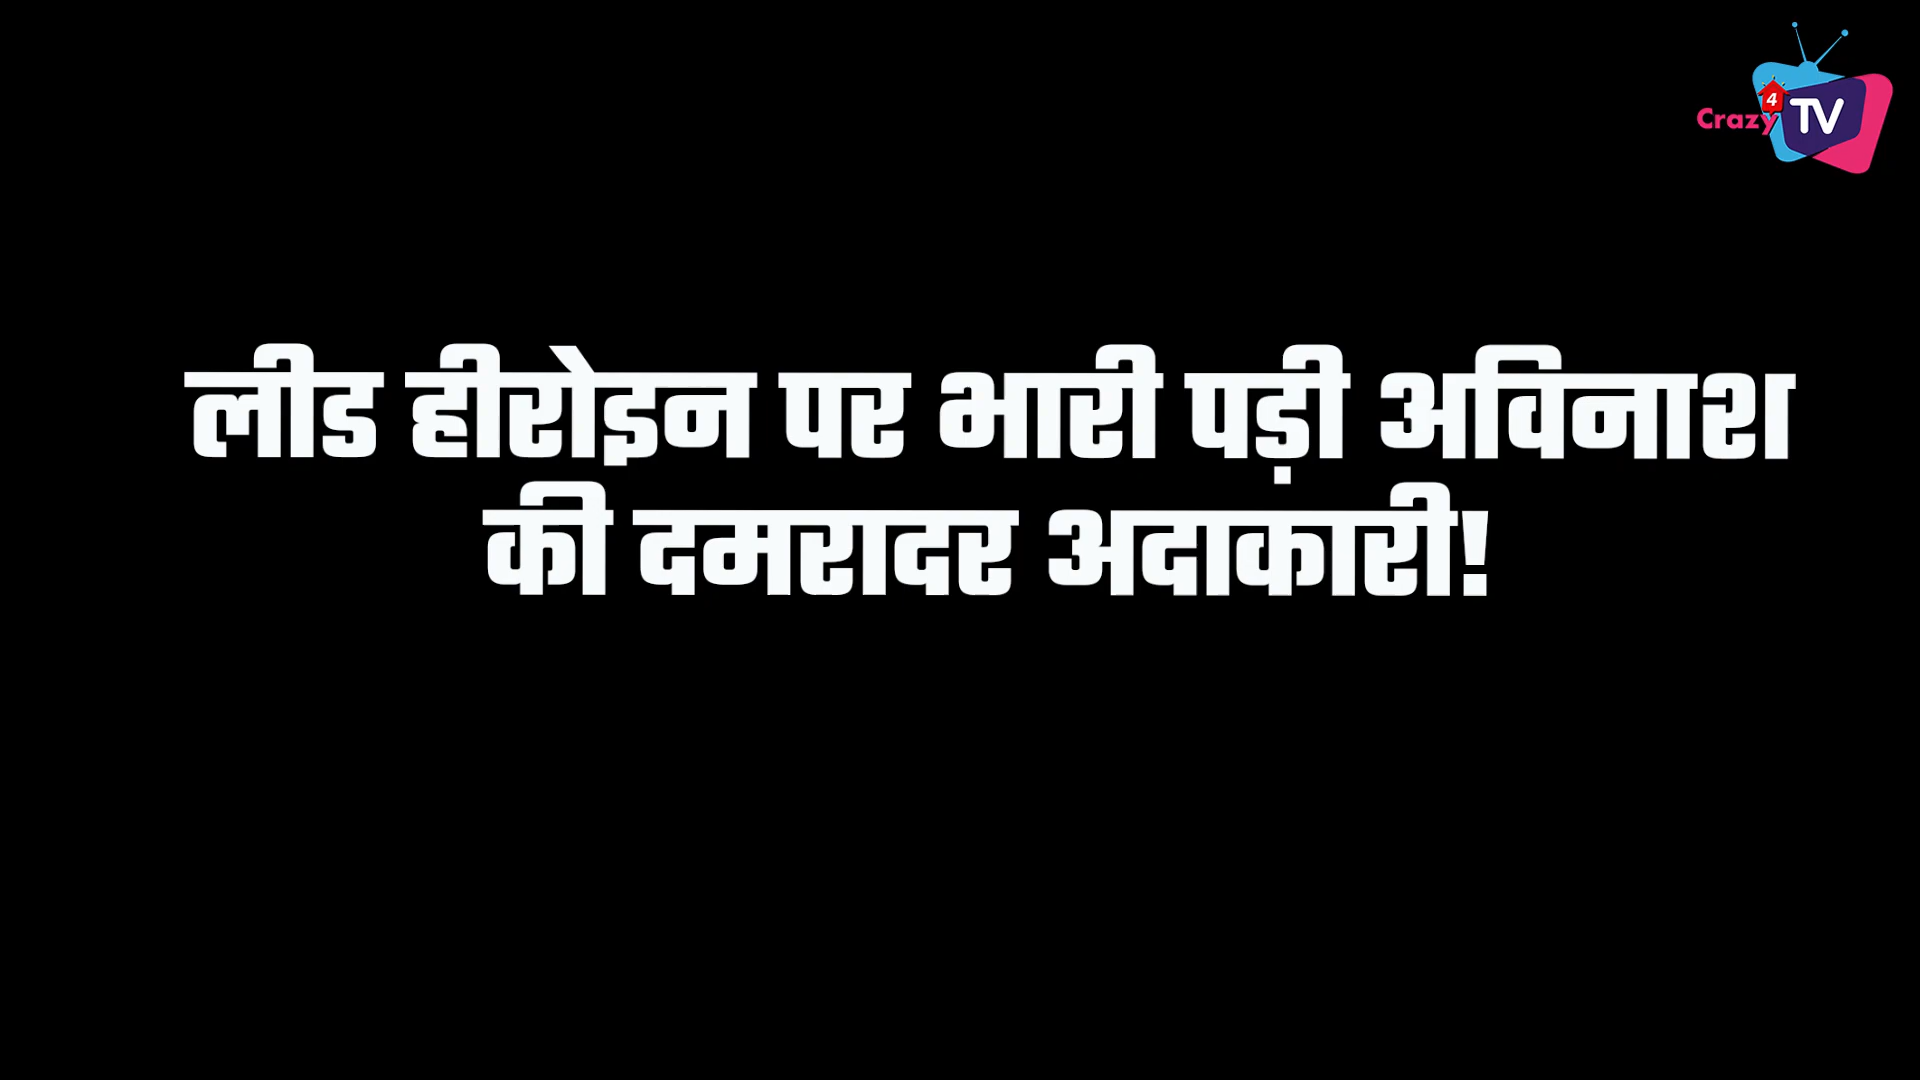 Crazy 4 TV
लीड हीरोइन पर भारी पड़ी अविनाश
की दमरादर अदाकारी!